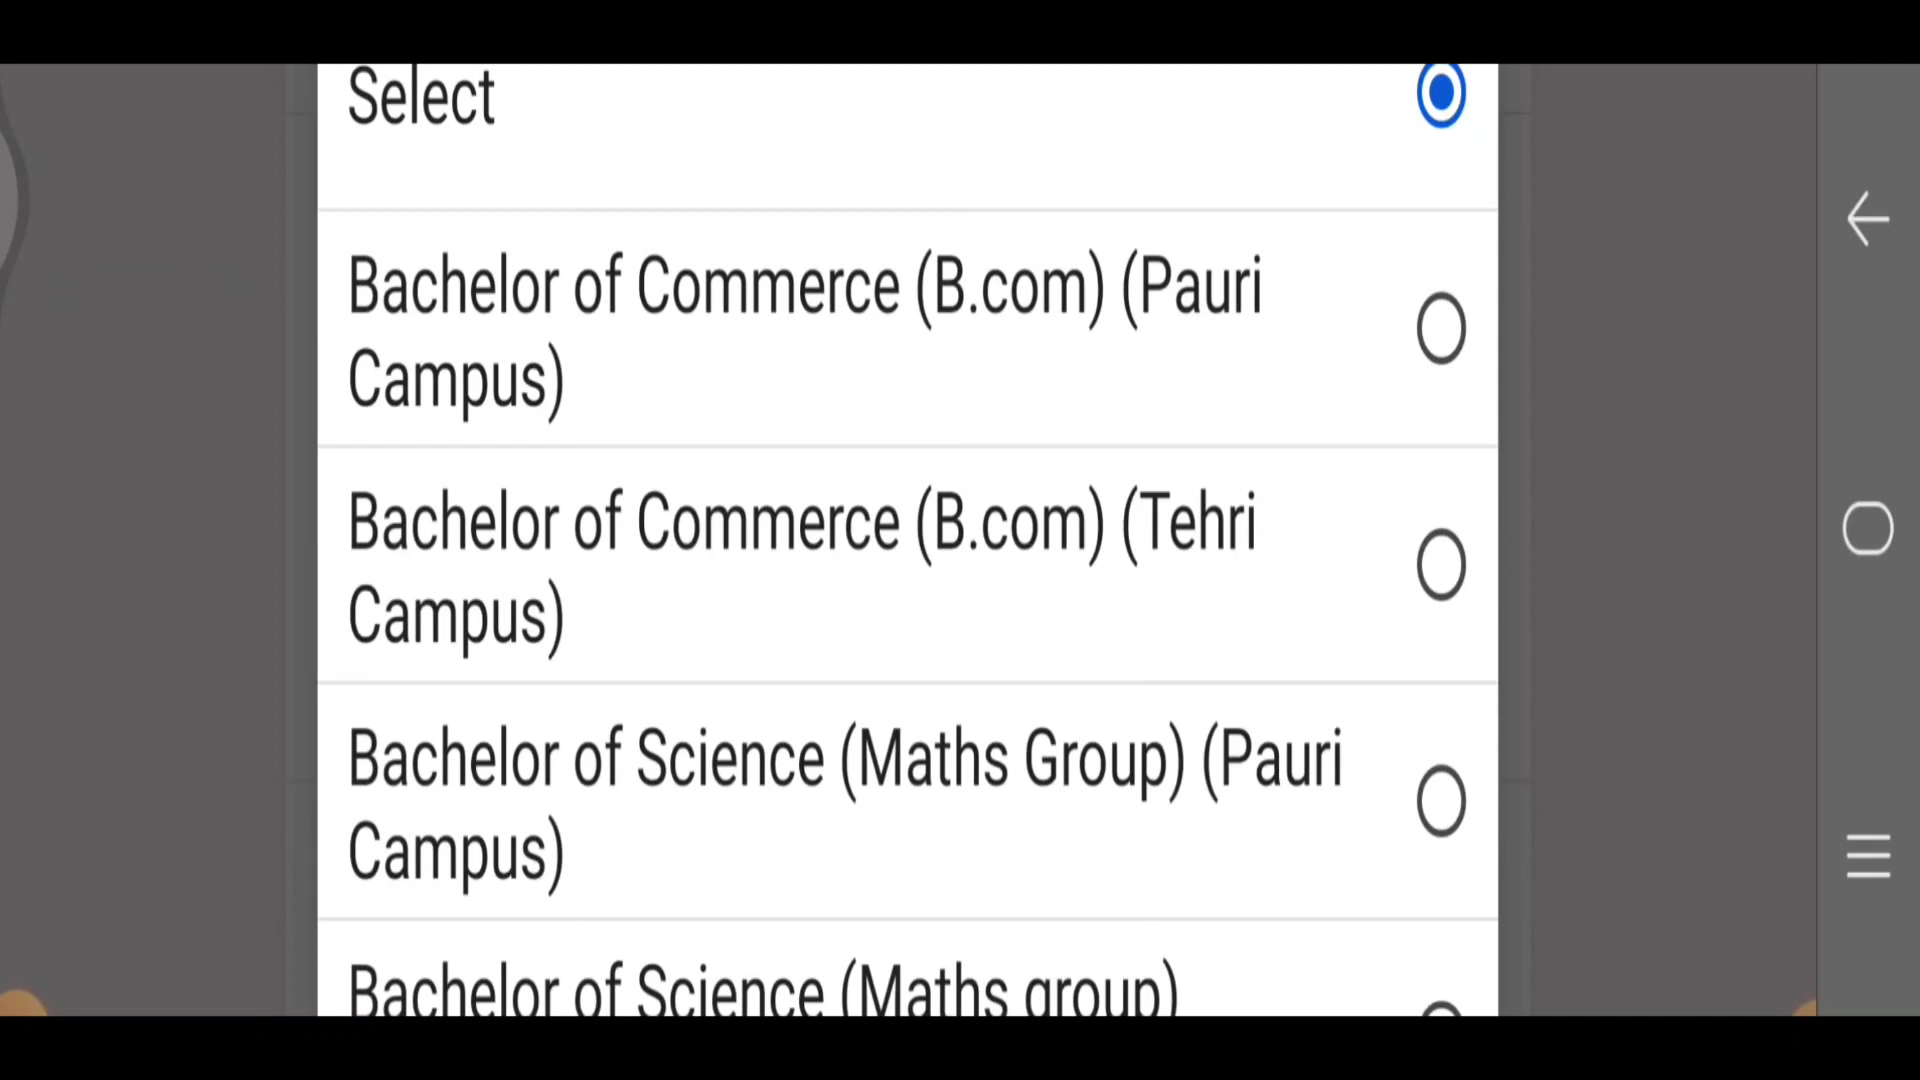 Select
Bachelor of Commerce (B.com) (Pauri
Campus)
Bachelor of Commerce (B.com) (Tehri
Campus)
Bachelor of Science (Maths Group) (Pauri
Campus)
Bachelor of Science (Maths group)